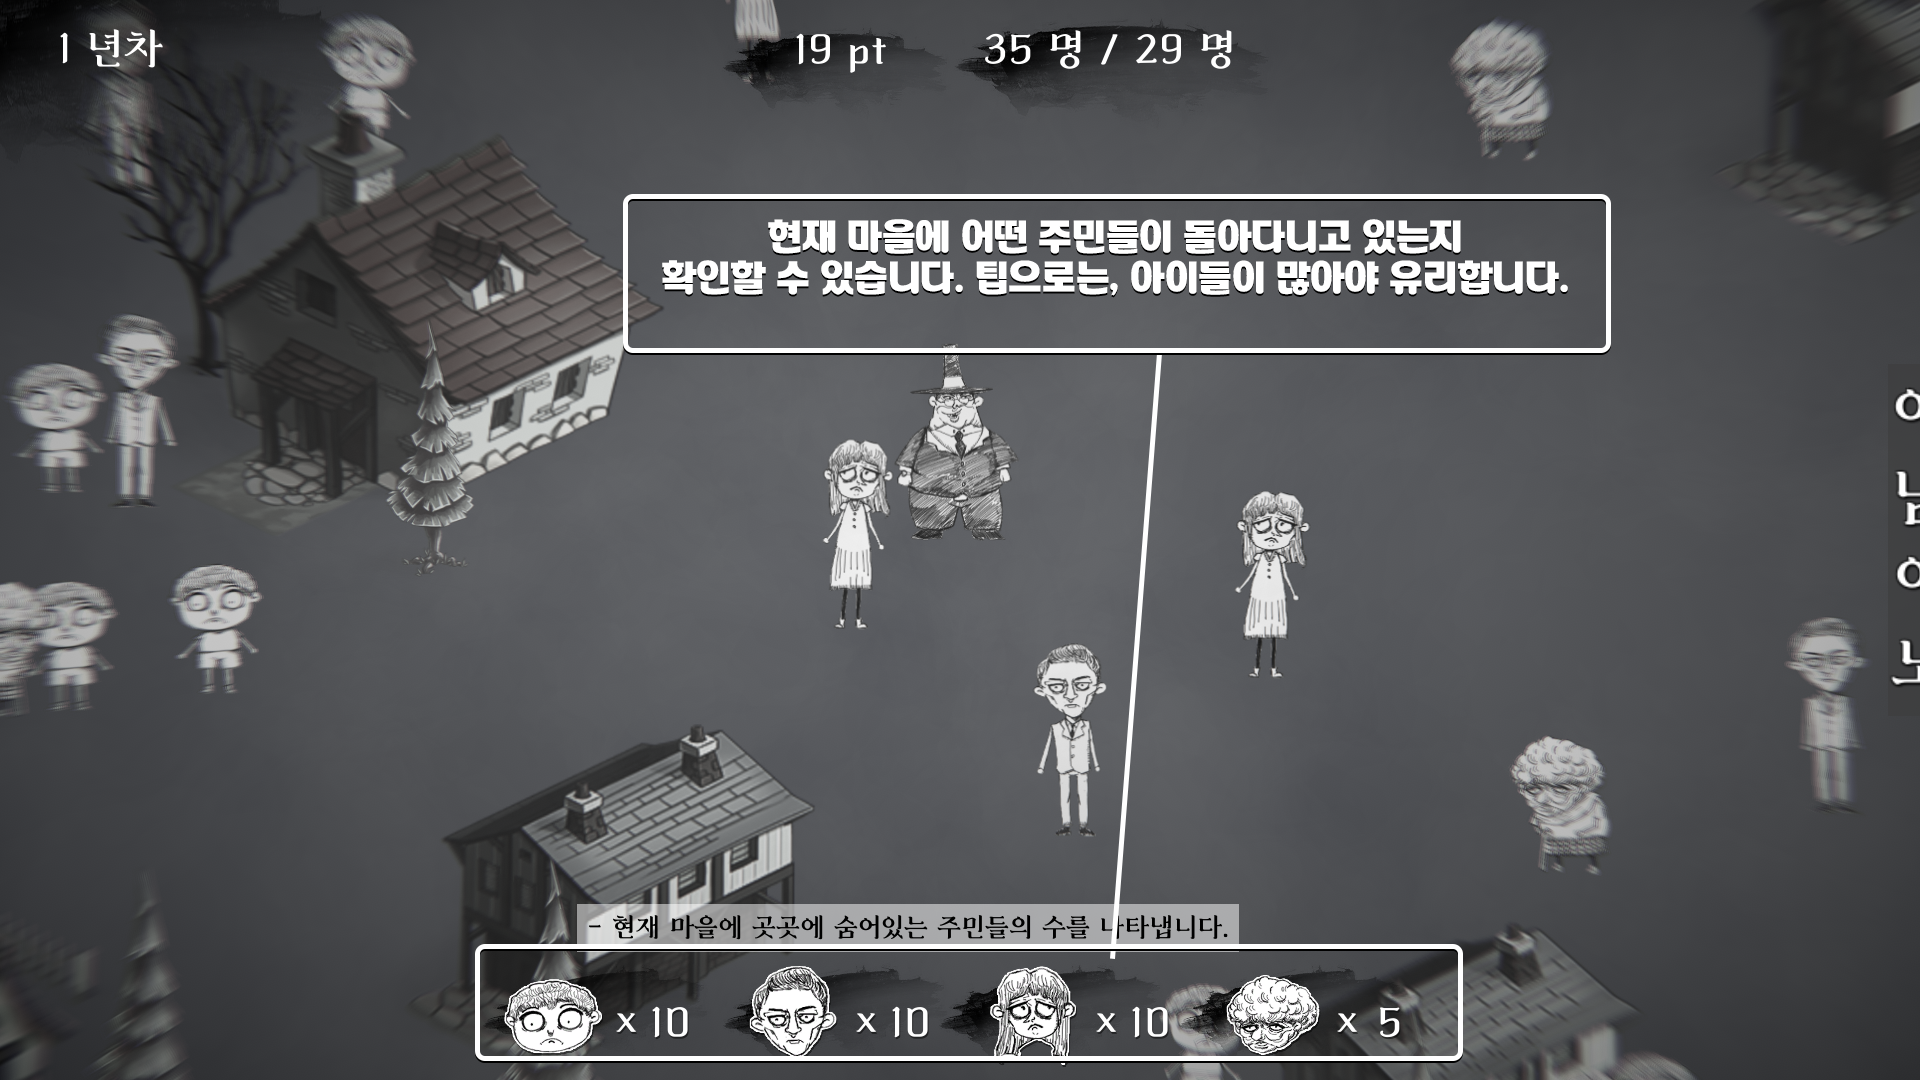 1 년차
19 pt
35 명 / 29 명
현재 마을에 어떤 주민들이 돌아다니고 있는지
확인할 수 있습니다. 팁으로는, 아이들이 많아야 유리합니다.
- 현재 마을에 곳곳에 숨어있는 주민들의 수를 나타냅니다.
x 10
x 10
x 10
x 5